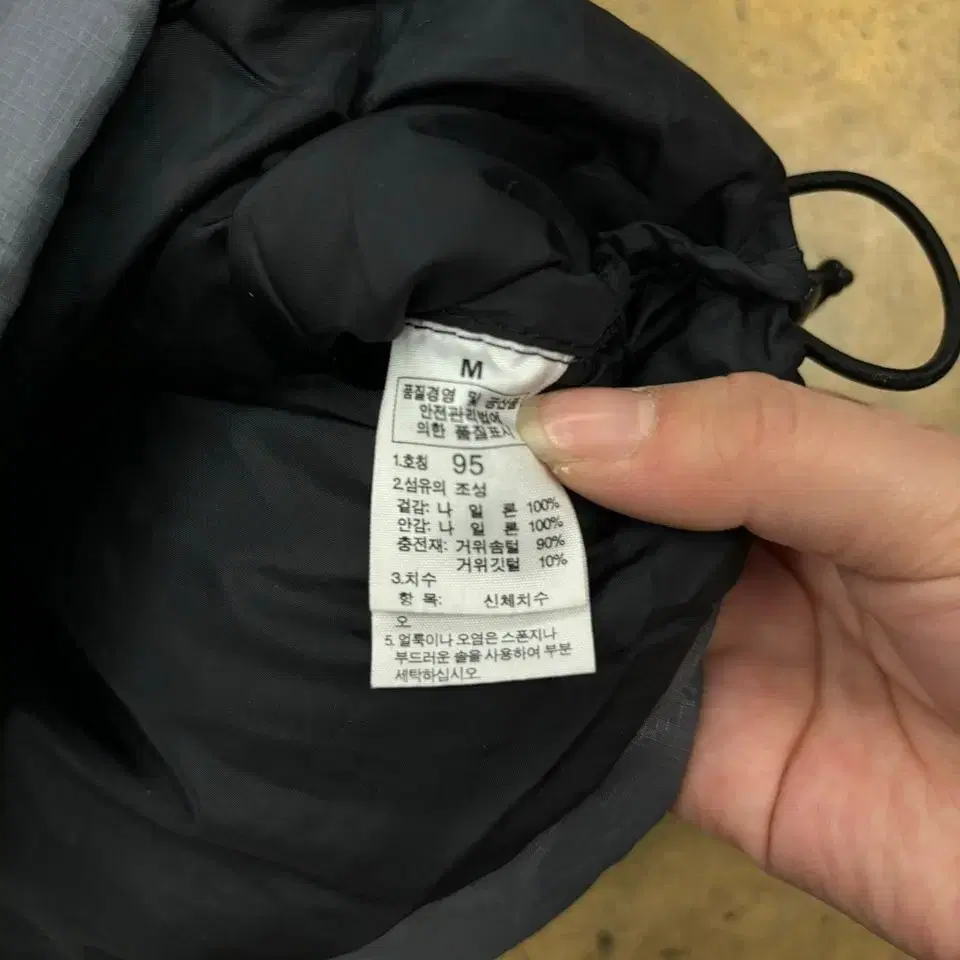 M
품질경영 및
안전관리법에
의한 품질표시
1.호칭 95
2.섬유의 조성
겉감: 나 일 론 100%
안감: 나 일 론 100%
충전재: 거위솜털 90%
거위깃털 10%
3.치수
항 목: 신체치수
오
5. 얼룩이나 오염은 스폰지나
부드러운 솔을 사용하여 부분
세탁하십시오.